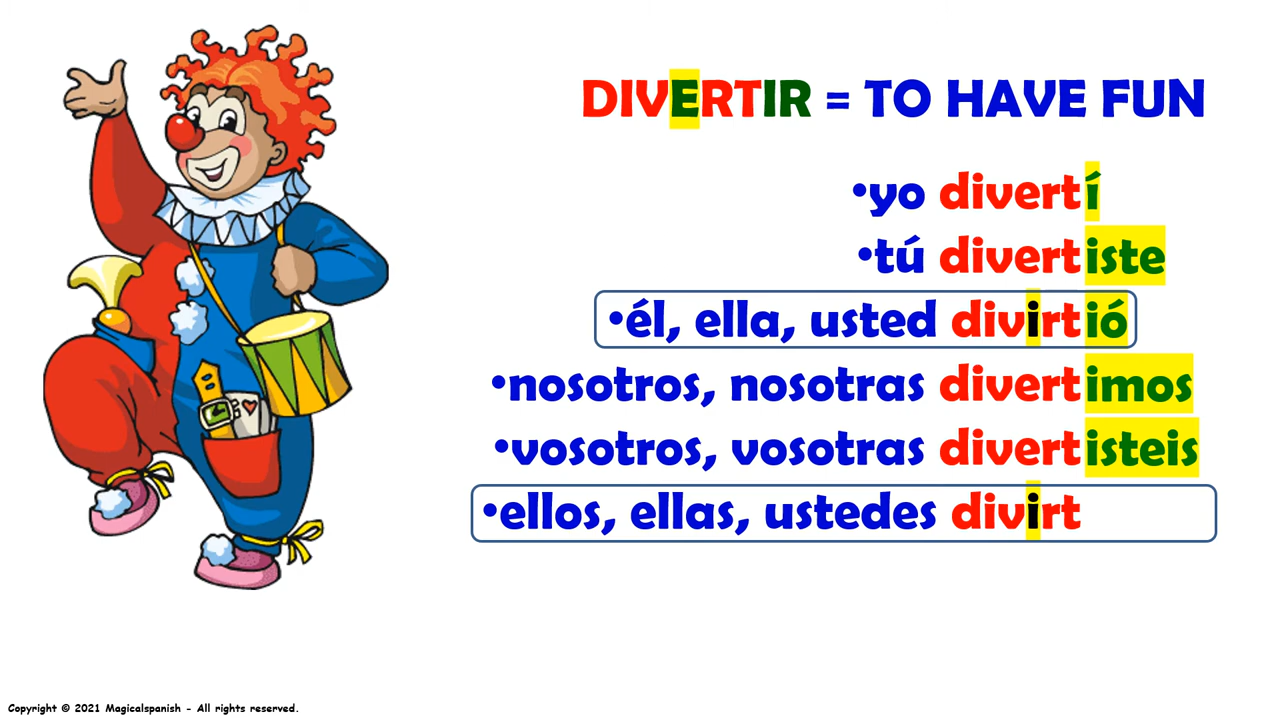 DIVERTIR = TO HAVE FUN
•yo divertí
•tú divertiste
•él, ella, usted divirtió
•nosotros, nosotras divertimos
•vosotros, vosotras divertisteis
•ellos, ellas, ustedes divirt
Copyright © 2021 Magicalspanish - All rights reserved.